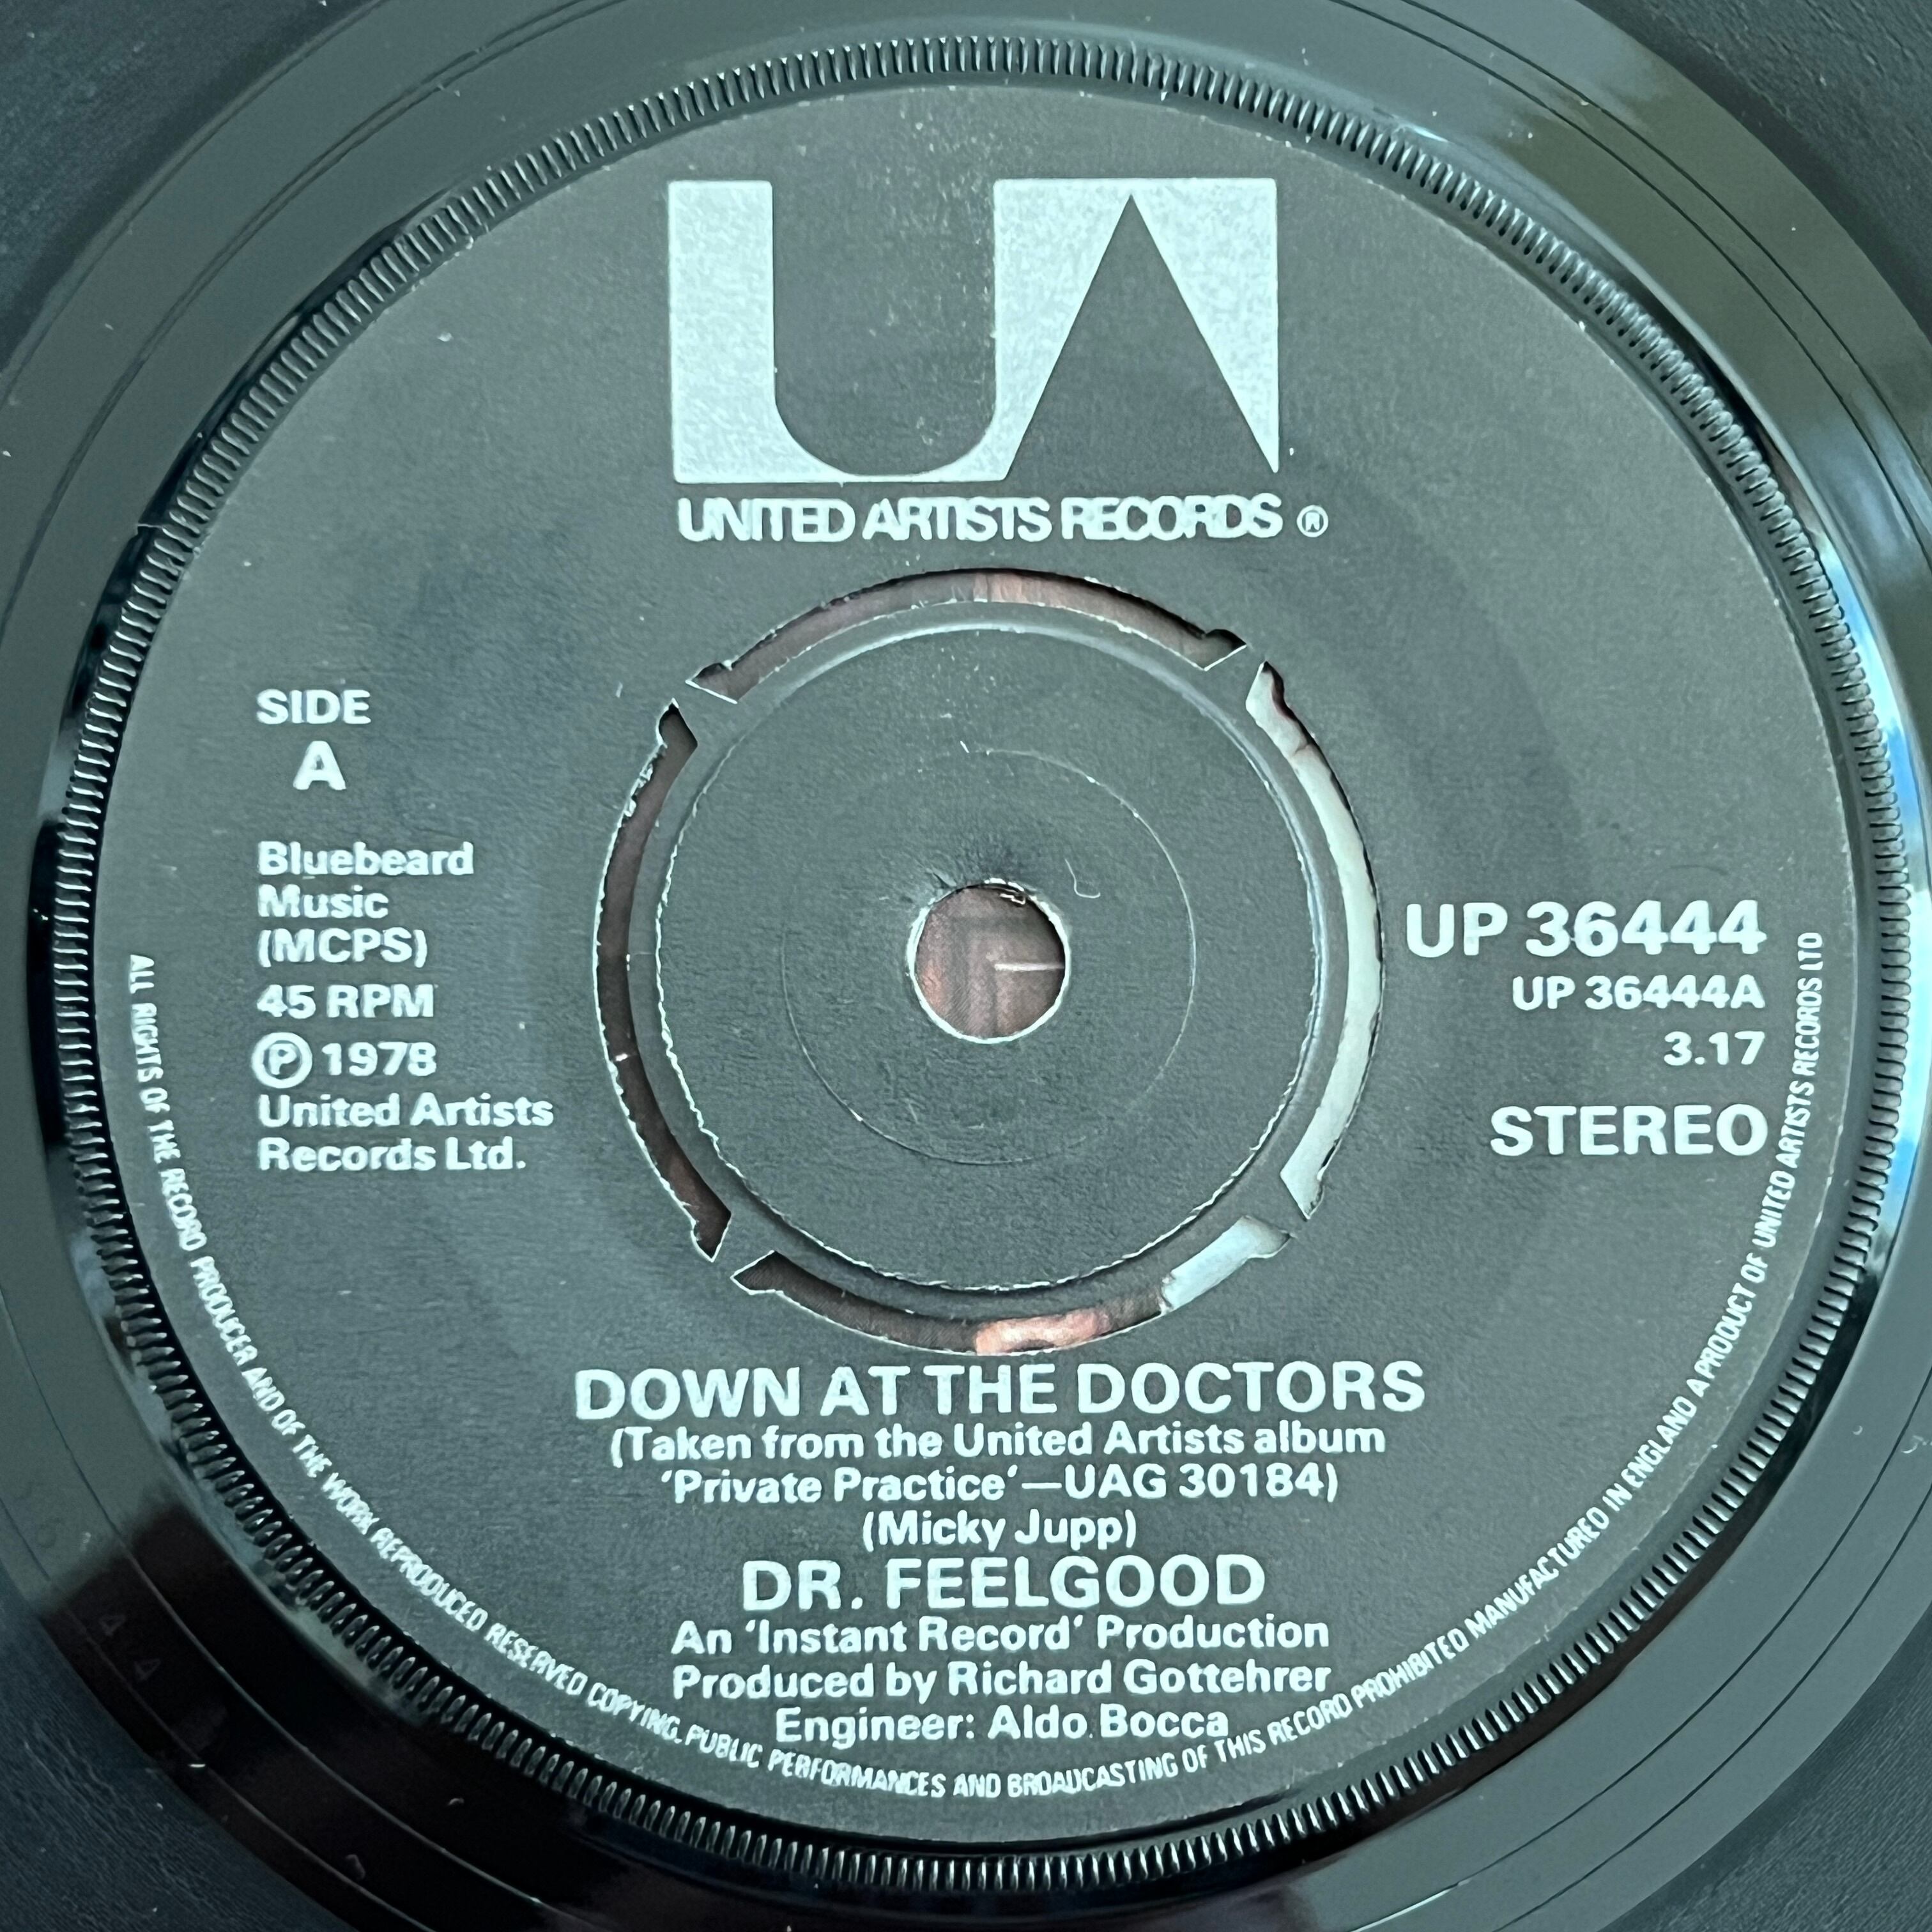 UA
UNITED ARTISTS RECORDS ®
SIDE
A
Bluebeard
Music
(MCPS)
45 RPM
℗ 1978
United Artists
Records Ltd.
UP 36444
UP 36444A
3.17
STEREO
DOWN AT THE DOCTORS
(Taken from the United Artists album
‘Private Practice‘—UAG 30184)
(Micky Jupp)
DR. FEELGOOD
An ‘Instant Record‘ Production
Produced by Richard Gottehrer
Engineer: Aldo Bocca
ALL RIGHTS OF THE RECORD PRODUCER AND OF THE WORK REPRODUCED RESERVED COPYING, PUBLIC PERFORMANCES AND BROADCASTING OF THIS RECORD PROHIBITED MANUFACTURED IN ENGLAND A PRODUCT OF UNITED ARTISTS RECORDS LTD